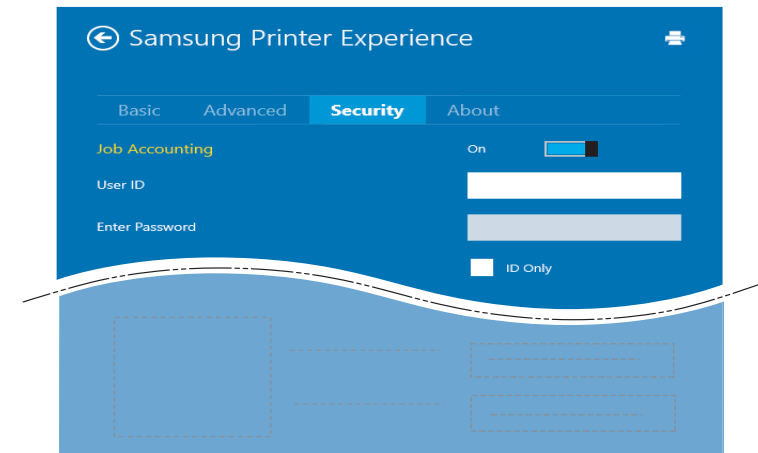 Samsung Printer Experience
Basic Advanced Security About
Job Accounting On
User ID
Enter Password
ID Only